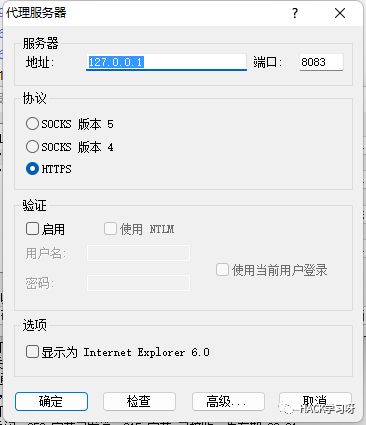 代理服务器
服务器
地址: 127.0.0.1 端口: 8083
协议
SOCKS 版本 5
SOCKS 版本 4
HTTPS
验证
启用 使用 NTLM
用户名:
使用当前用户登录
密码:
选项
显示为 Internet Explorer 6.0
确定 检查 高级... 取消
HACK学习呀